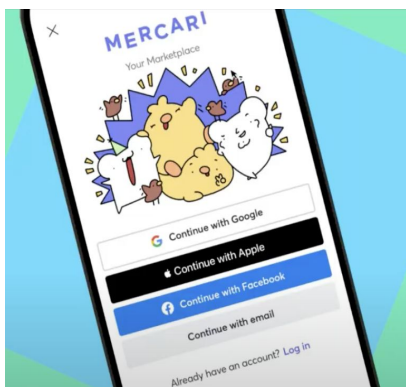 MERCARI
Your Marketplace
Continue with Google
Continue with Apple
Continue with Facebook
Continue with email
Already have an account? Log in